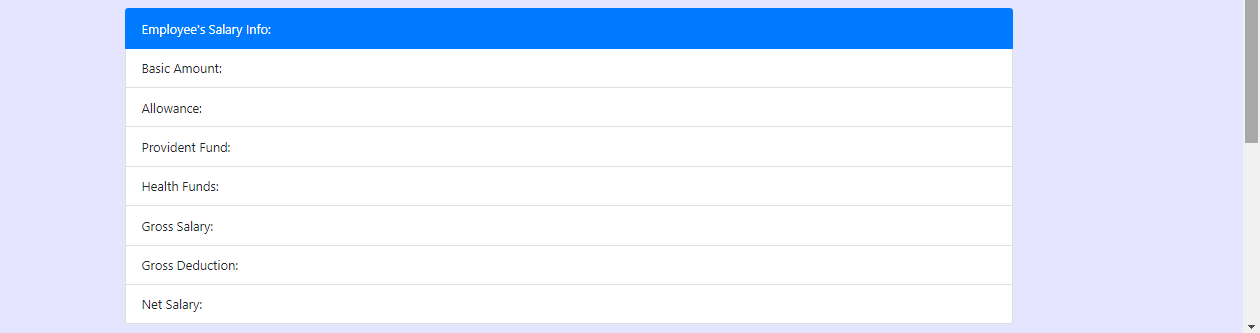 Employee's Salary Info:
Basic Amount:
Allowance:
Provident Fund:
Health Funds:
Gross Salary:
Gross Deduction:
Net Salary: